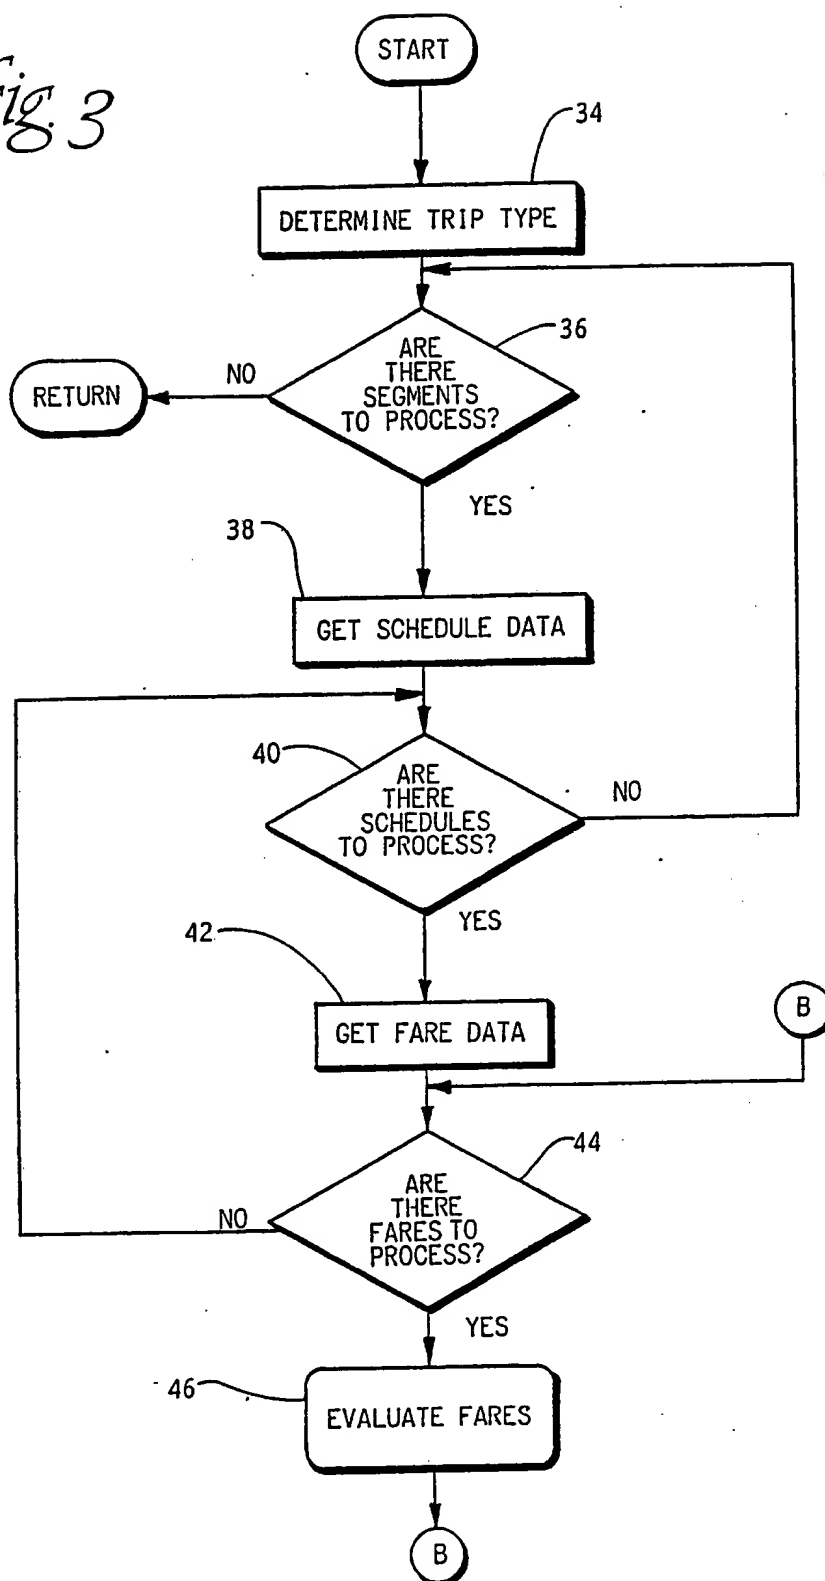 START
Fig. 3
34
DETERMINE TRIP TYPE
36
ARE
THERE
SEGMENTS
TO PROCESS?
NO
RETURN
YES
38
GET SCHEDULE DATA
40
ARE
THERE
SCHEDULES
TO PROCESS?
NO
YES
42
GET FARE DATA
B
44
ARE
THERE
FARES TO
PROCESS?
NO
YES
46
EVALUATE FARES
B